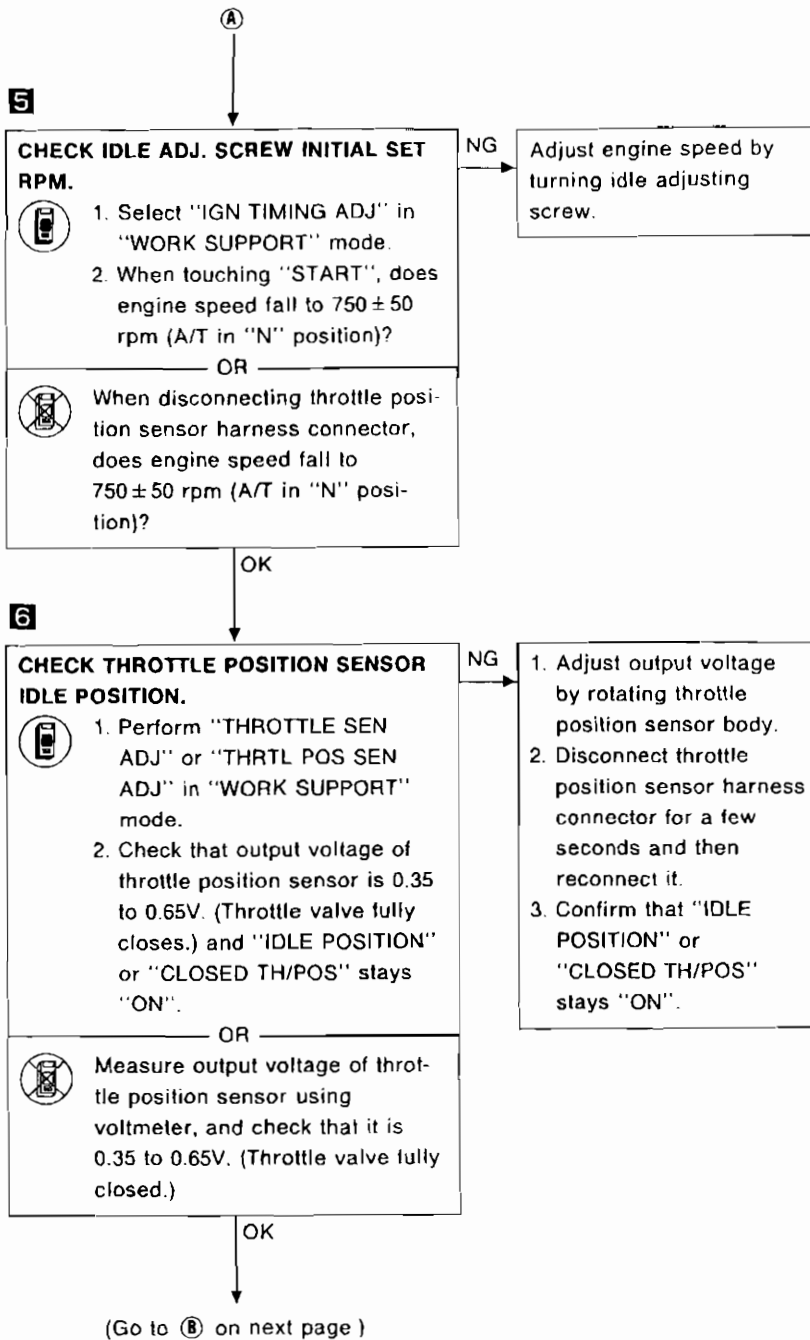 A
5
CHECK IDLE ADJ. SCREW INITIAL SET
RPM.
1. Select "IGN TIMING ADJ" in
"WORK SUPPORT" mode.
2. When touching "START", does
engine speed fall to 750 ± 50
rpm (A/T in "N" position)?
OR
When disconnecting throttle posi-
tion sensor harness connector,
does engine speed fall to
750 ± 50 rpm (A/T in "N" posi-
tion)?
NG
Adjust engine speed by
turning idle adjusting
screw.
OK
6
CHECK THROTTLE POSITION SENSOR
IDLE POSITION.
1. Perform "THROTTLE SEN
ADJ" or "THRTL POS SEN
ADJ" in "WORK SUPPORT"
mode.
2. Check that output voltage of
throttle position sensor is 0.35
to 0.65V. (Throttle valve fully
closes.) and "IDLE POSITION"
or "CLOSED TH/POS" stays
"ON".
OR
Measure output voltage of throt-
tle position sensor using
voltmeter, and check that it is
0.35 to 0.65V. (Throttle valve fully
closed.)
NG
1. Adjust output voltage
by rotating throttle
position sensor body.
2. Disconnect throttle
position sensor harness
connector for a few
seconds and then
reconnect it.
3. Confirm that "IDLE
POSITION" or
"CLOSED TH/POS"
stays "ON".
OK
(Go to B on next page )